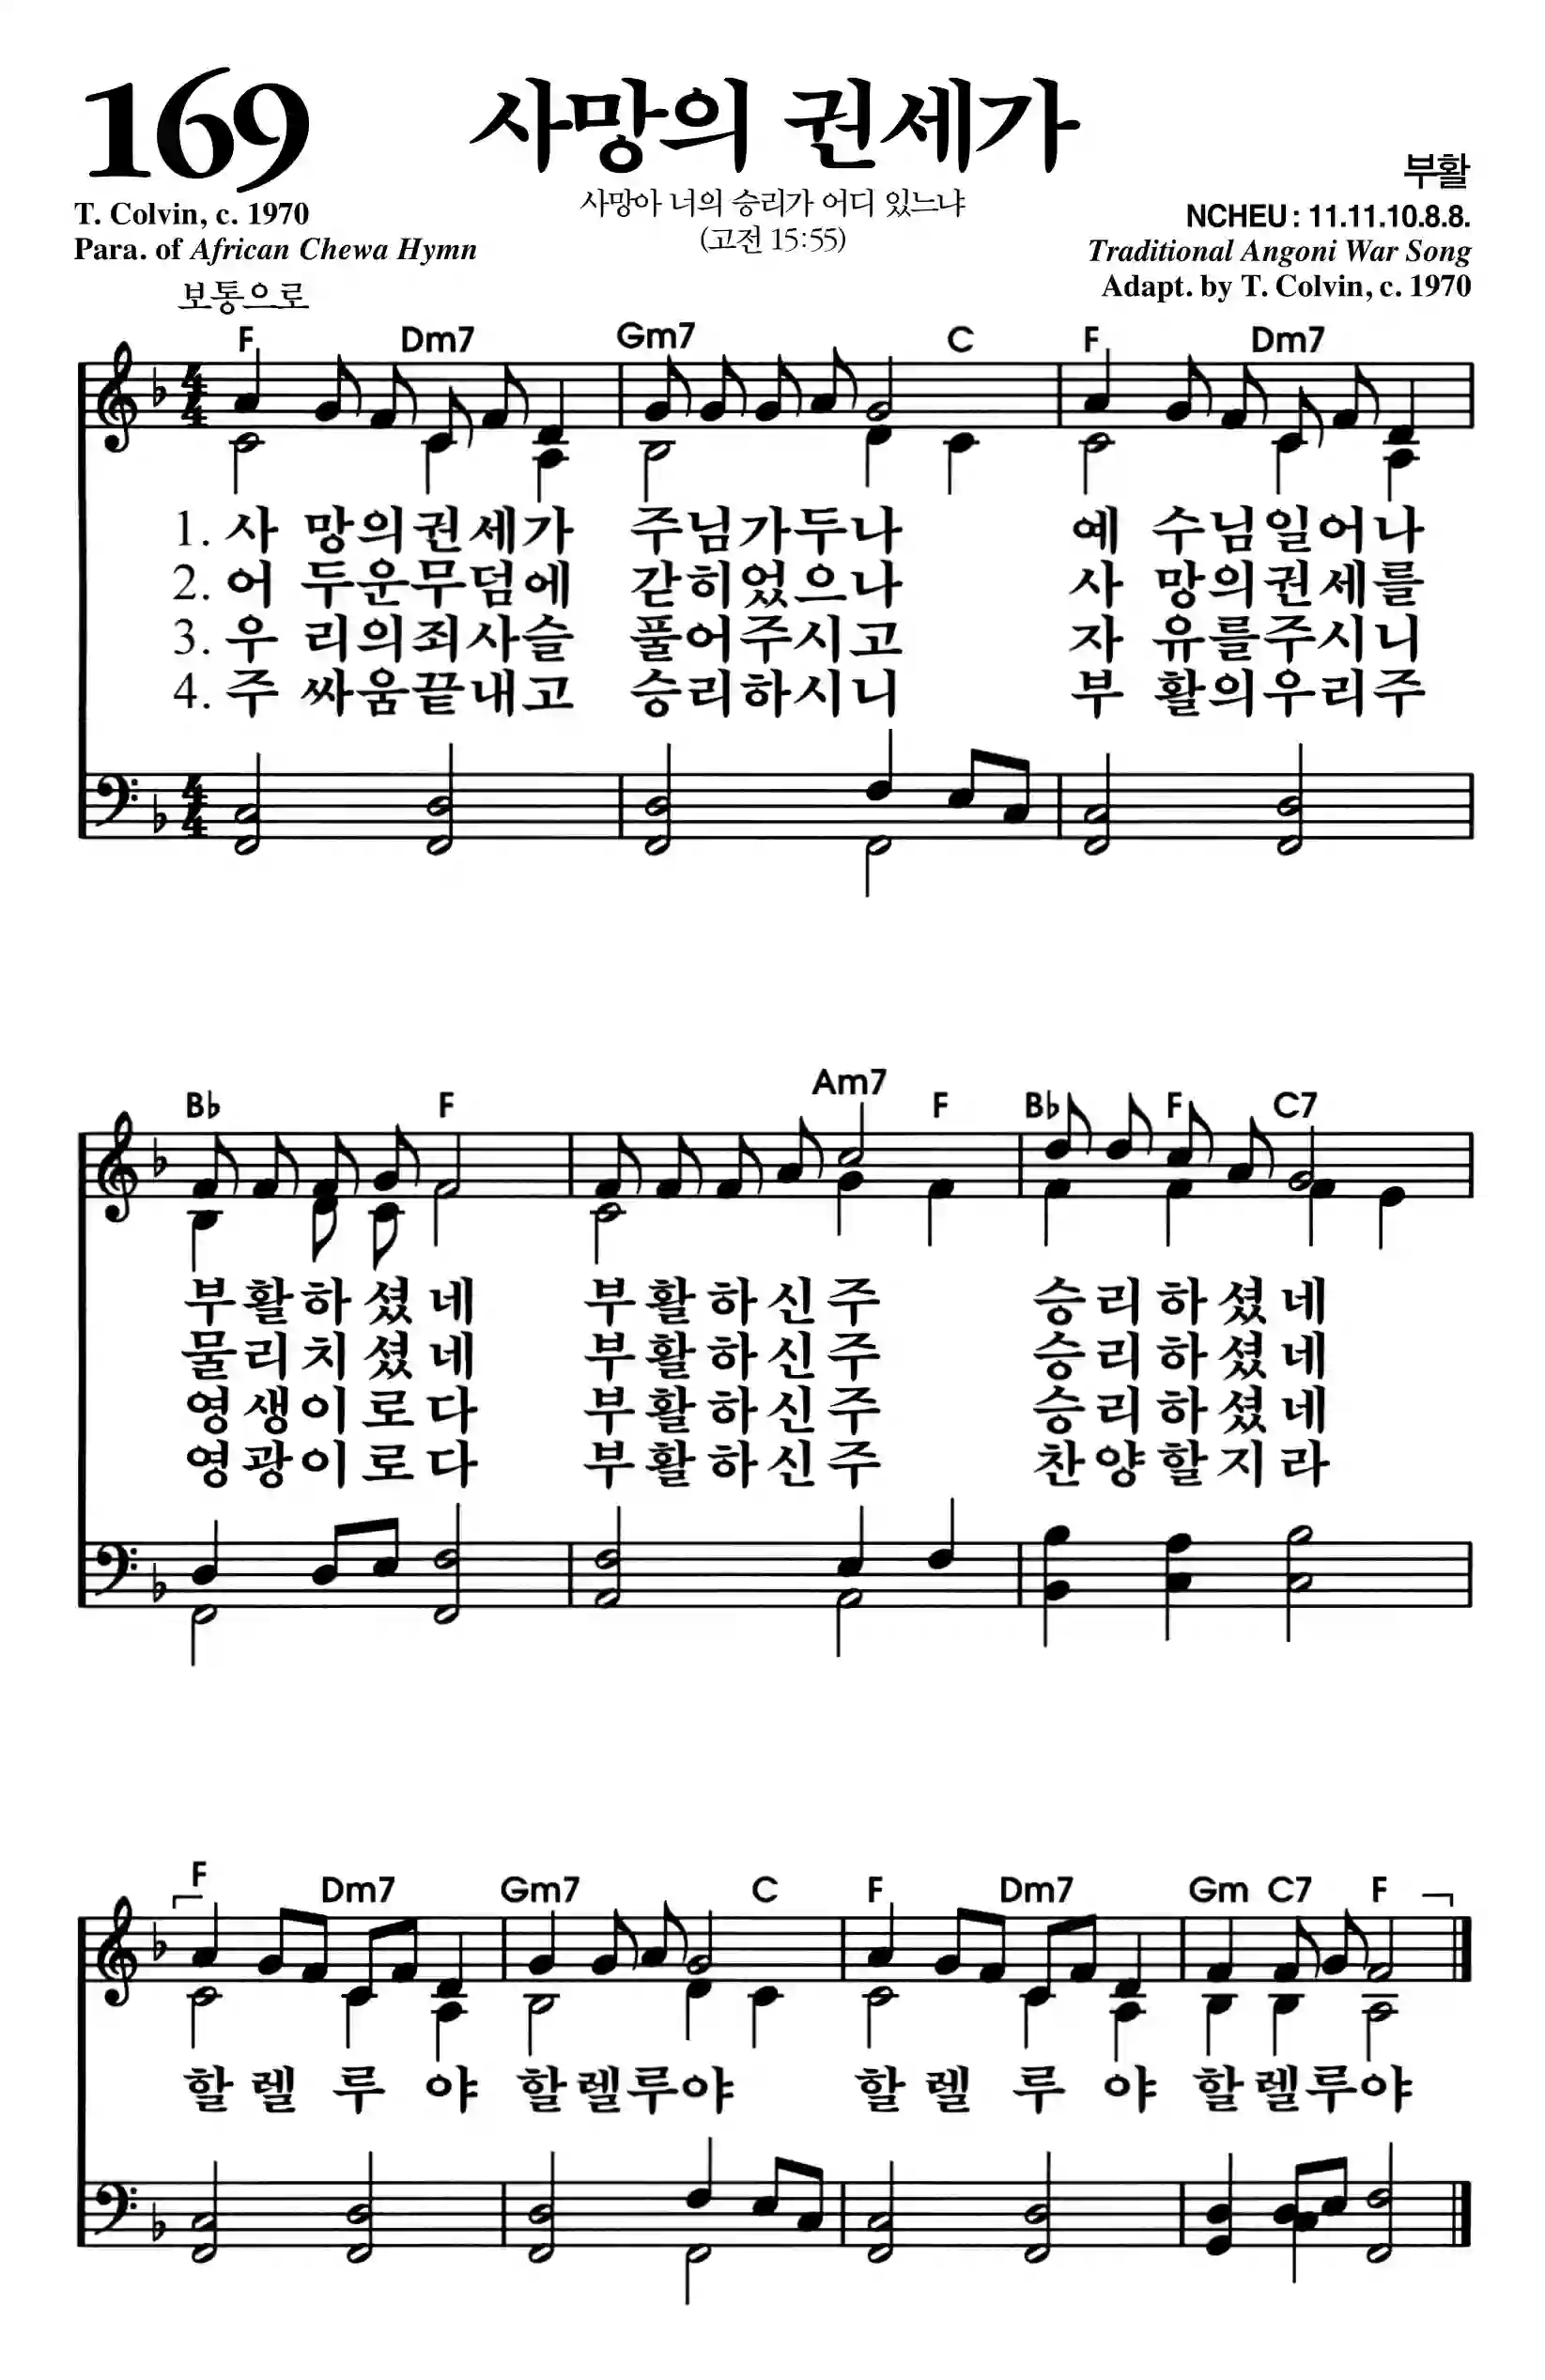 169
사망의 권세가
사망아 너의 승리가 어디 있느냐
(고전 15:55)
부활
T. Colvin, c. 1970
Para. of African Chewa Hymn
NCHEU : 11.11.10.8.8.
Traditional Angoni War Song
Adapt. by T. Colvin, c. 1970
보통으로
F Dm7 Gm7 C F Dm7
1. 사 망의권세가 주님가두나 예 수님일어나
2. 어 두운무덤에 갇히었으나 사 망의권세를
3. 우 리의죄사슬 풀어주시고 자 유를주시니
4. 주 싸움끝내고 승리하시니 부 활의우리주
B♭ F Am7 F B♭ F C7
부활하셨네 부활하신주 승리하셨네
물리치셨네 부활하신주 승리하셨네
영생이로다 부활하신주 승리하셨네
영광이로다 부활하신주 찬양할지라
F Dm7 Gm7 C F Dm7 Gm C7 F
할렐루야 할렐루야 할렐루야 할렐루야